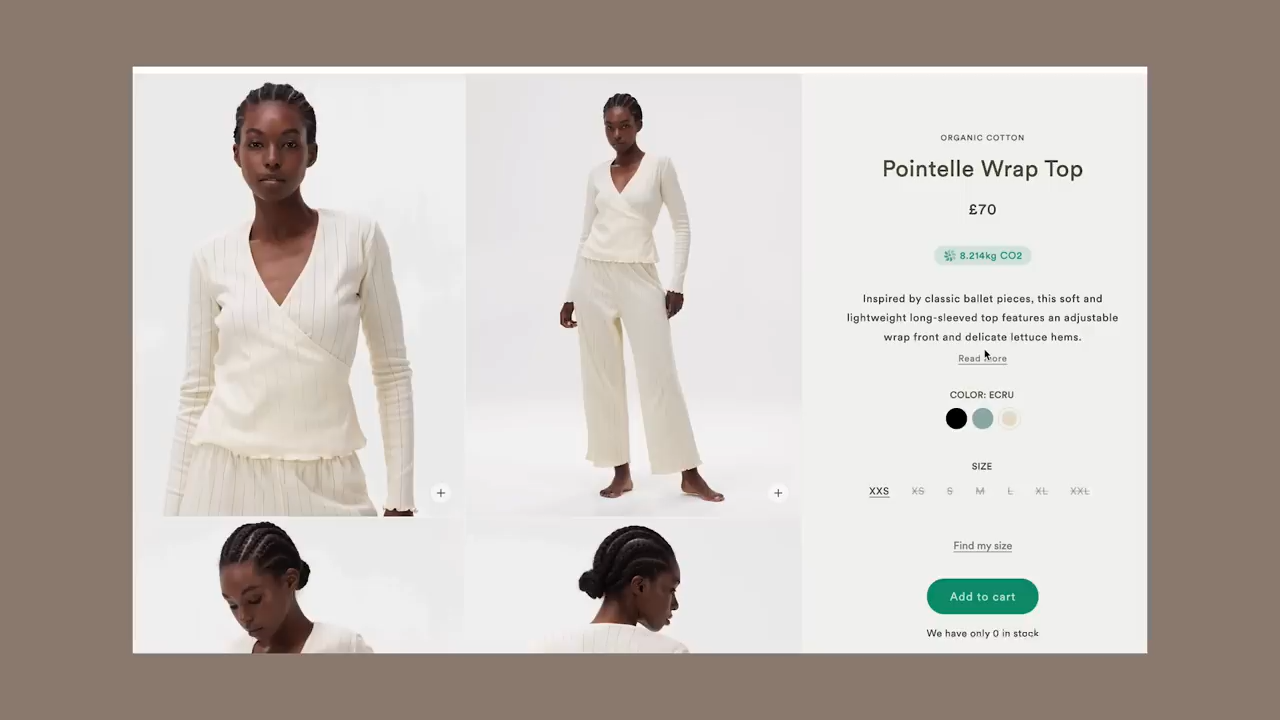 ORGANIC COTTON
Pointelle Wrap Top
£70
8.214kg CO2
Inspired by classic ballet pieces, this soft and
lightweight long-sleeved top features an adjustable
wrap front and delicate lettuce hems.
Read more
COLOR: ECRU
SIZE
XXS XS S M L XL XXL
Find my size
Add to cart
We have only 0 in stock